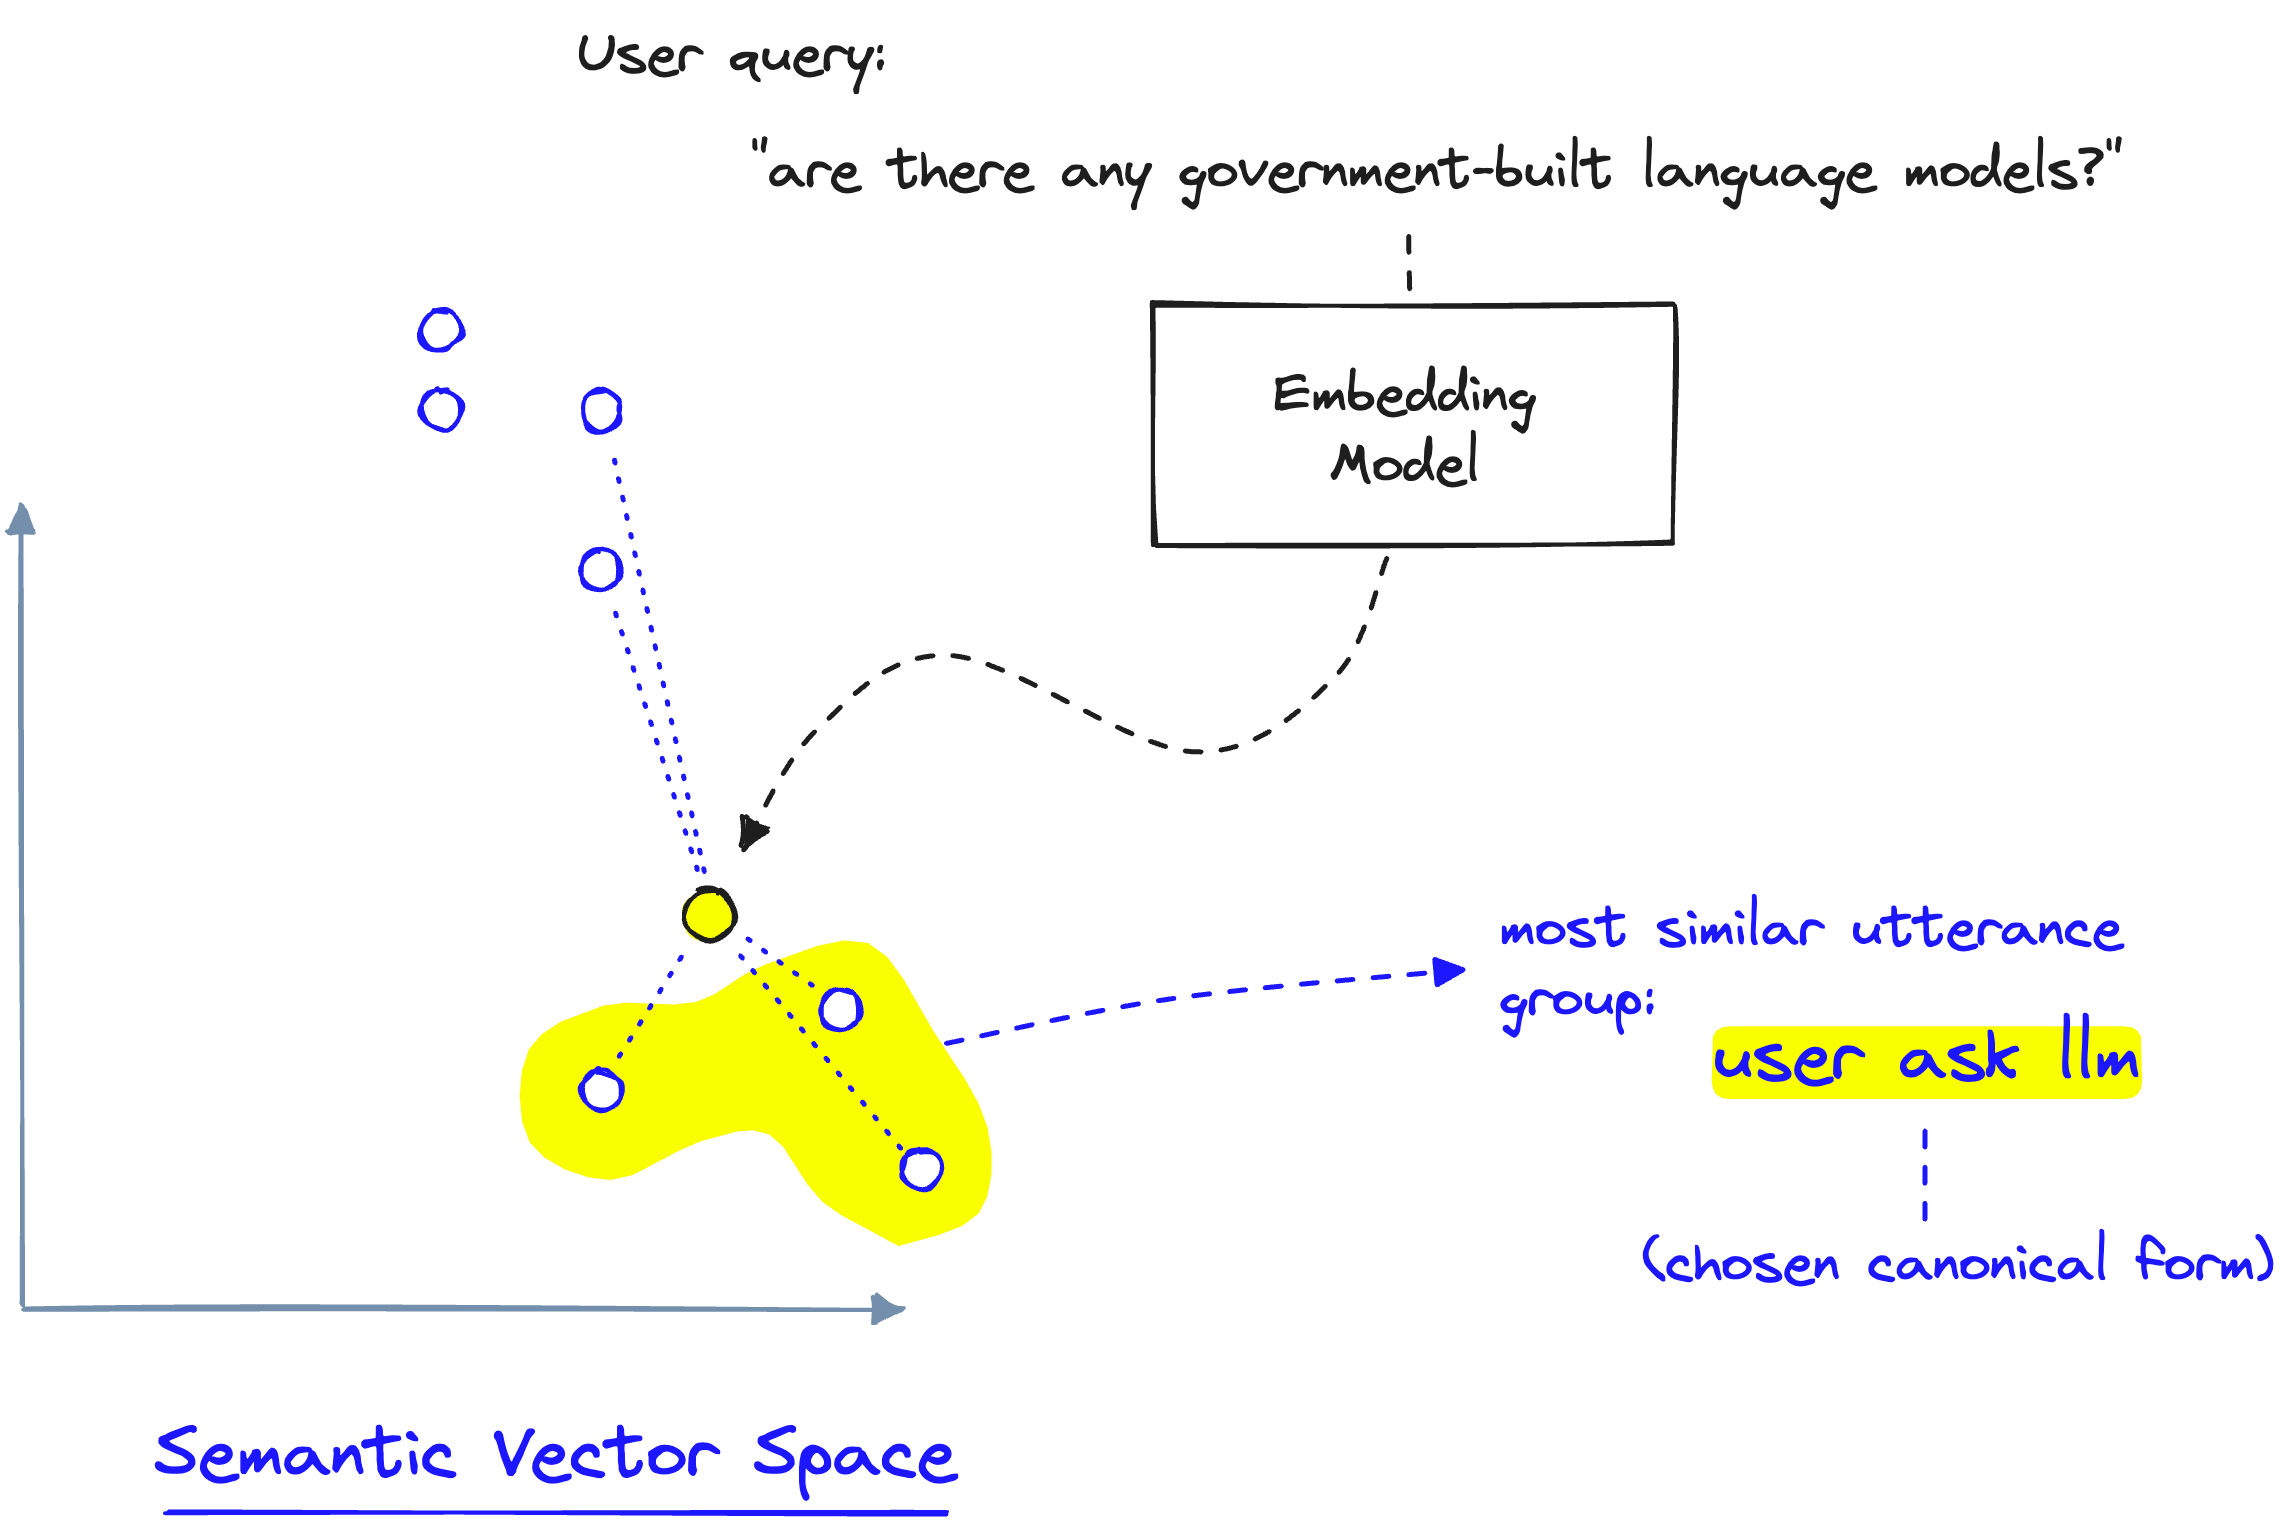 User query:
"are there any government-built language models?"
Embedding
Model
most similar utterance
group:
user ask llm
(chosen canonical form)
Semantic Vector Space